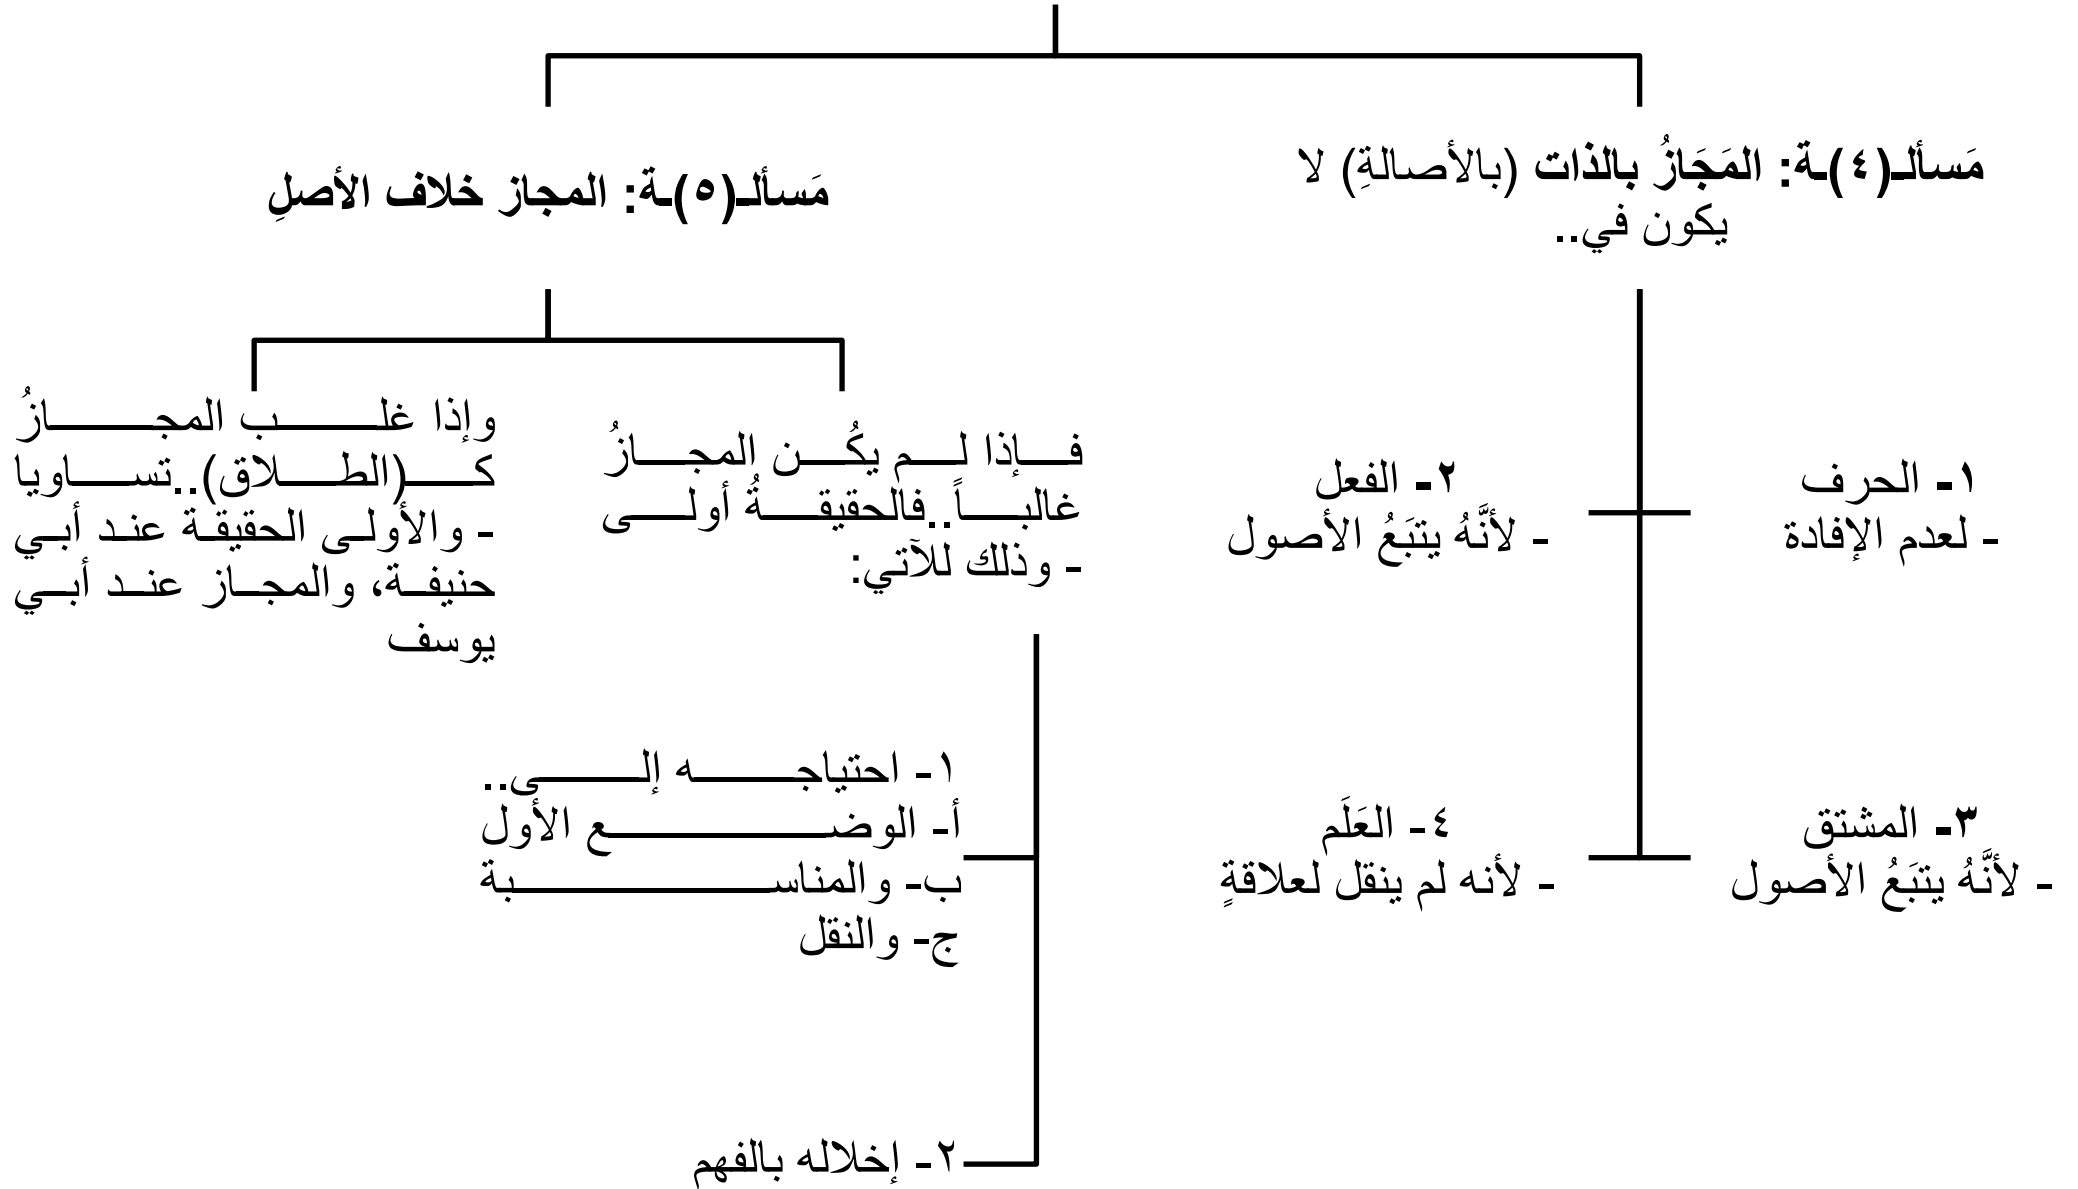 مَسألـ(٤)ـة: المَجَازُ بالذات (بالأصالةِ) لا
يكون في..
١- الحرف
- لعدم الإفادة
٢- الفعل
- لأنَّهُ يتبَعُ الأصول
٣- المشتق
- لأنَّهُ يتبَعُ الأصول
٤- العَلَم
- لأنه لم ينقل لعلاقةٍ
مَسألـ(٥)ـة: المجاز خلاف الأصلِ
فإذا لم يكُن المجازُ
غالباً..فالحقيقةُ أولى
- وذلك للآتي:
١- احتياجه إلى..
أ- الوضع الأول
ب- والمناسبة
ج- والنقل
٢- إخلاله بالفهم
وإذا غلب المجازُ
كـ(الطلاق)..تساويا
- والأولى الحقيقة عند أبي
حنيفة، والمجاز عند أبي
يوسف